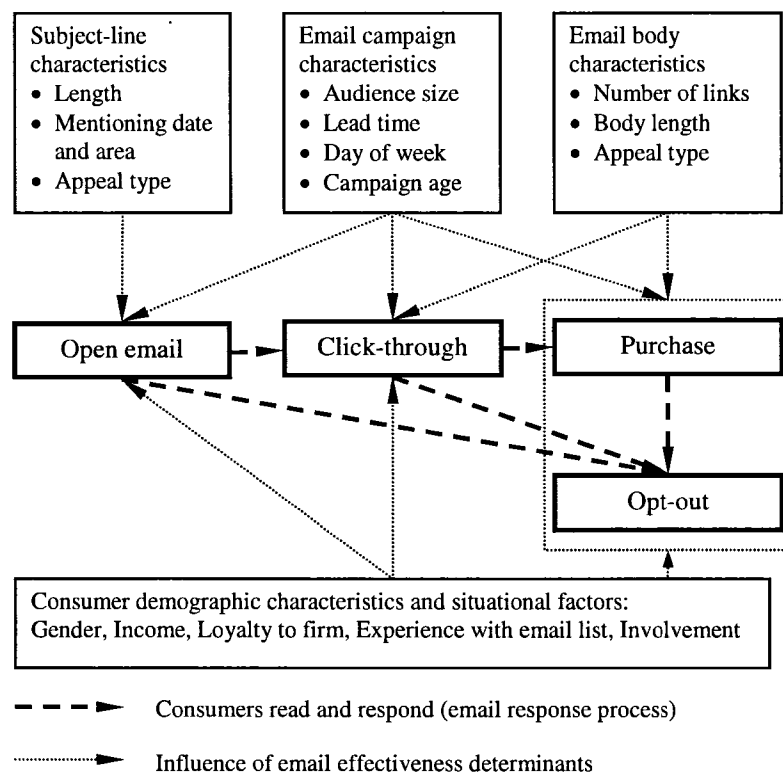 Subject-line
characteristics
• Length
• Mentioning date
and area
• Appeal type
Email campaign
characteristics
• Audience size
• Lead time
• Day of week
• Campaign age
Email body
characteristics
• Number of links
• Body length
• Appeal type
Open email
Click-through
Purchase
Opt-out
Consumer demographic characteristics and situational factors:
Gender, Income, Loyalty to firm, Experience with email list, Involvement
Consumers read and respond (email response process)
Influence of email effectiveness determinants